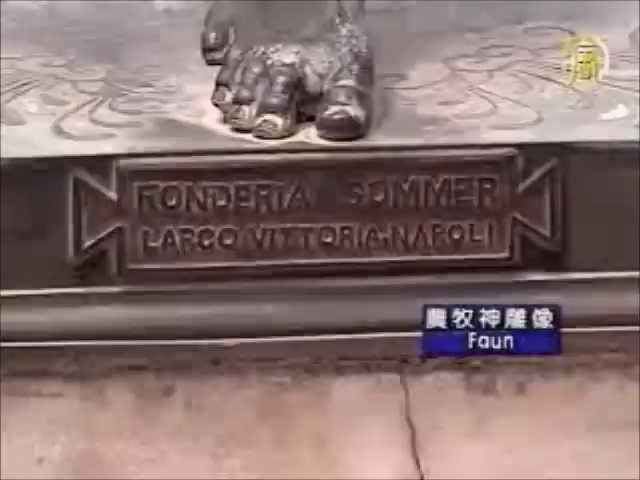 FONDERIA SOMMER
LARGO VITTORIA NAPOLI
農牧神雕像
Faun